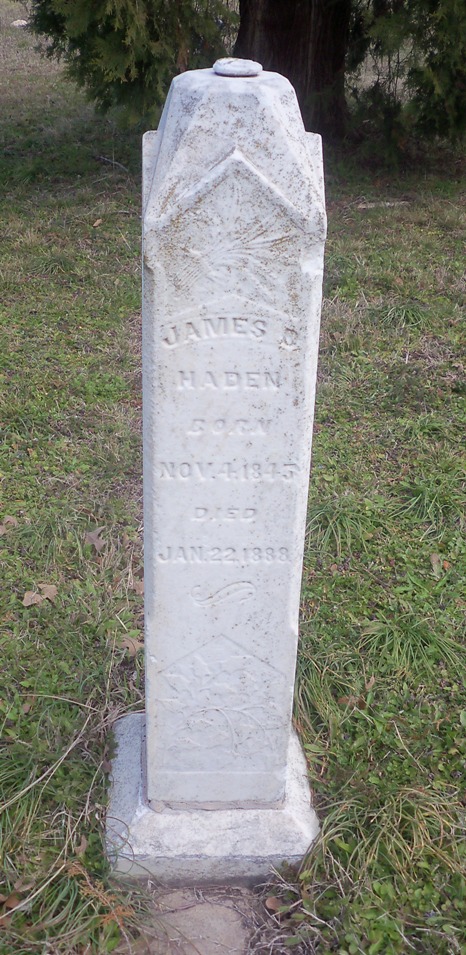 JAMES
HADEN
BORN
NOV. 4, 1845
DIED
JAN. 22, 1888